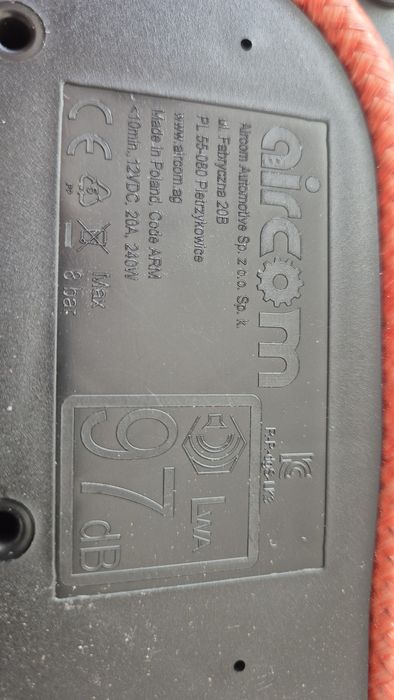 aircom
Aircom Automotive Sp. z o.o. Sp. k.
ul. Fabryczna 20B
PL 55-080 Pietrzykowice
www.aircom.ag
Made in Poland, Code ARM
<10min, 12VDC, 20A, 240W
CE
Max
8 bar
LWA
97 dB